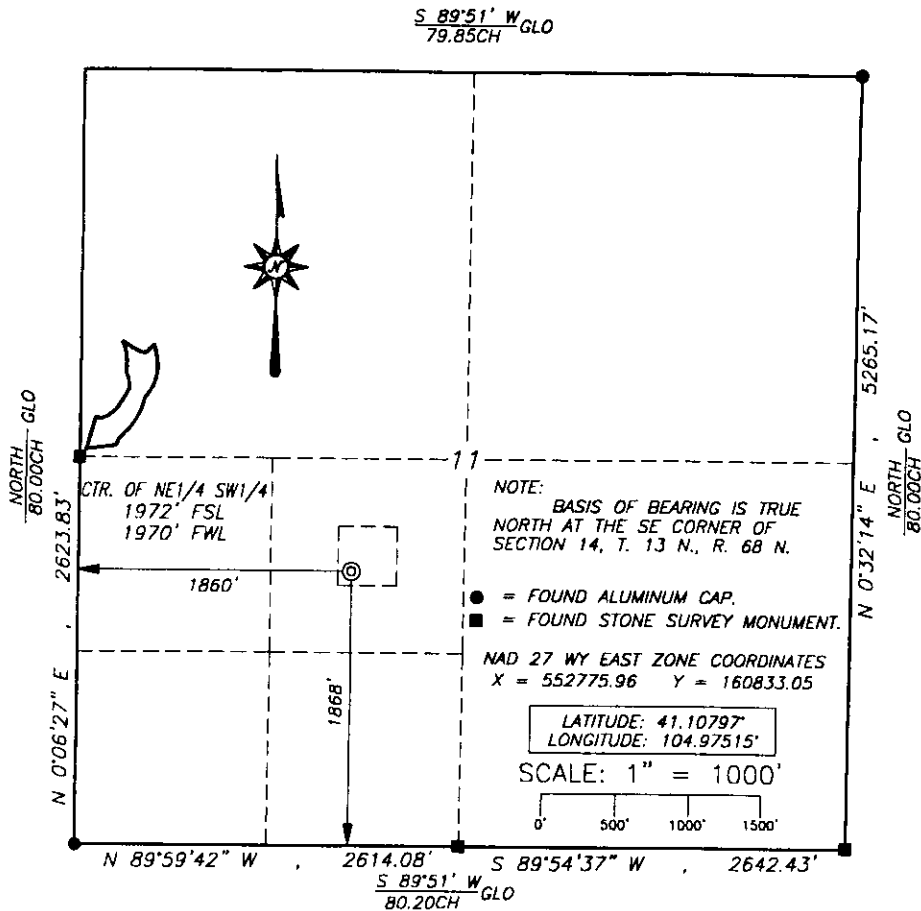 S 89°51' W GLO
79.85CH
N
NORTH GLO
80.00CH
2623.83'
N 0°06'27" E ,
5265.17'
N 0°32'14" E ,
NORTH GLO
80.00CH
11
CTR. OF NE1/4 SW1/4
1972' FSL
1970' FWL
1860'
1868'
NOTE:
BASIS OF BEARING IS TRUE
NORTH AT THE SE CORNER OF
SECTION 14, T. 13 N., R. 68 N.
= FOUND ALUMINUM CAP.
= FOUND STONE SURVEY MONUMENT.
NAD 27 WY EAST ZONE COORDINATES
X = 552775.96 Y = 160833.05
LATITUDE: 41.10797°
LONGITUDE: 104.97515°
SCALE: 1" = 1000'
0' 500' 1000' 1500'
N 89°59'42" W , 2614.08' S 89°54'37" W , 2642.43'
S 89°51' W GLO
80.20CH